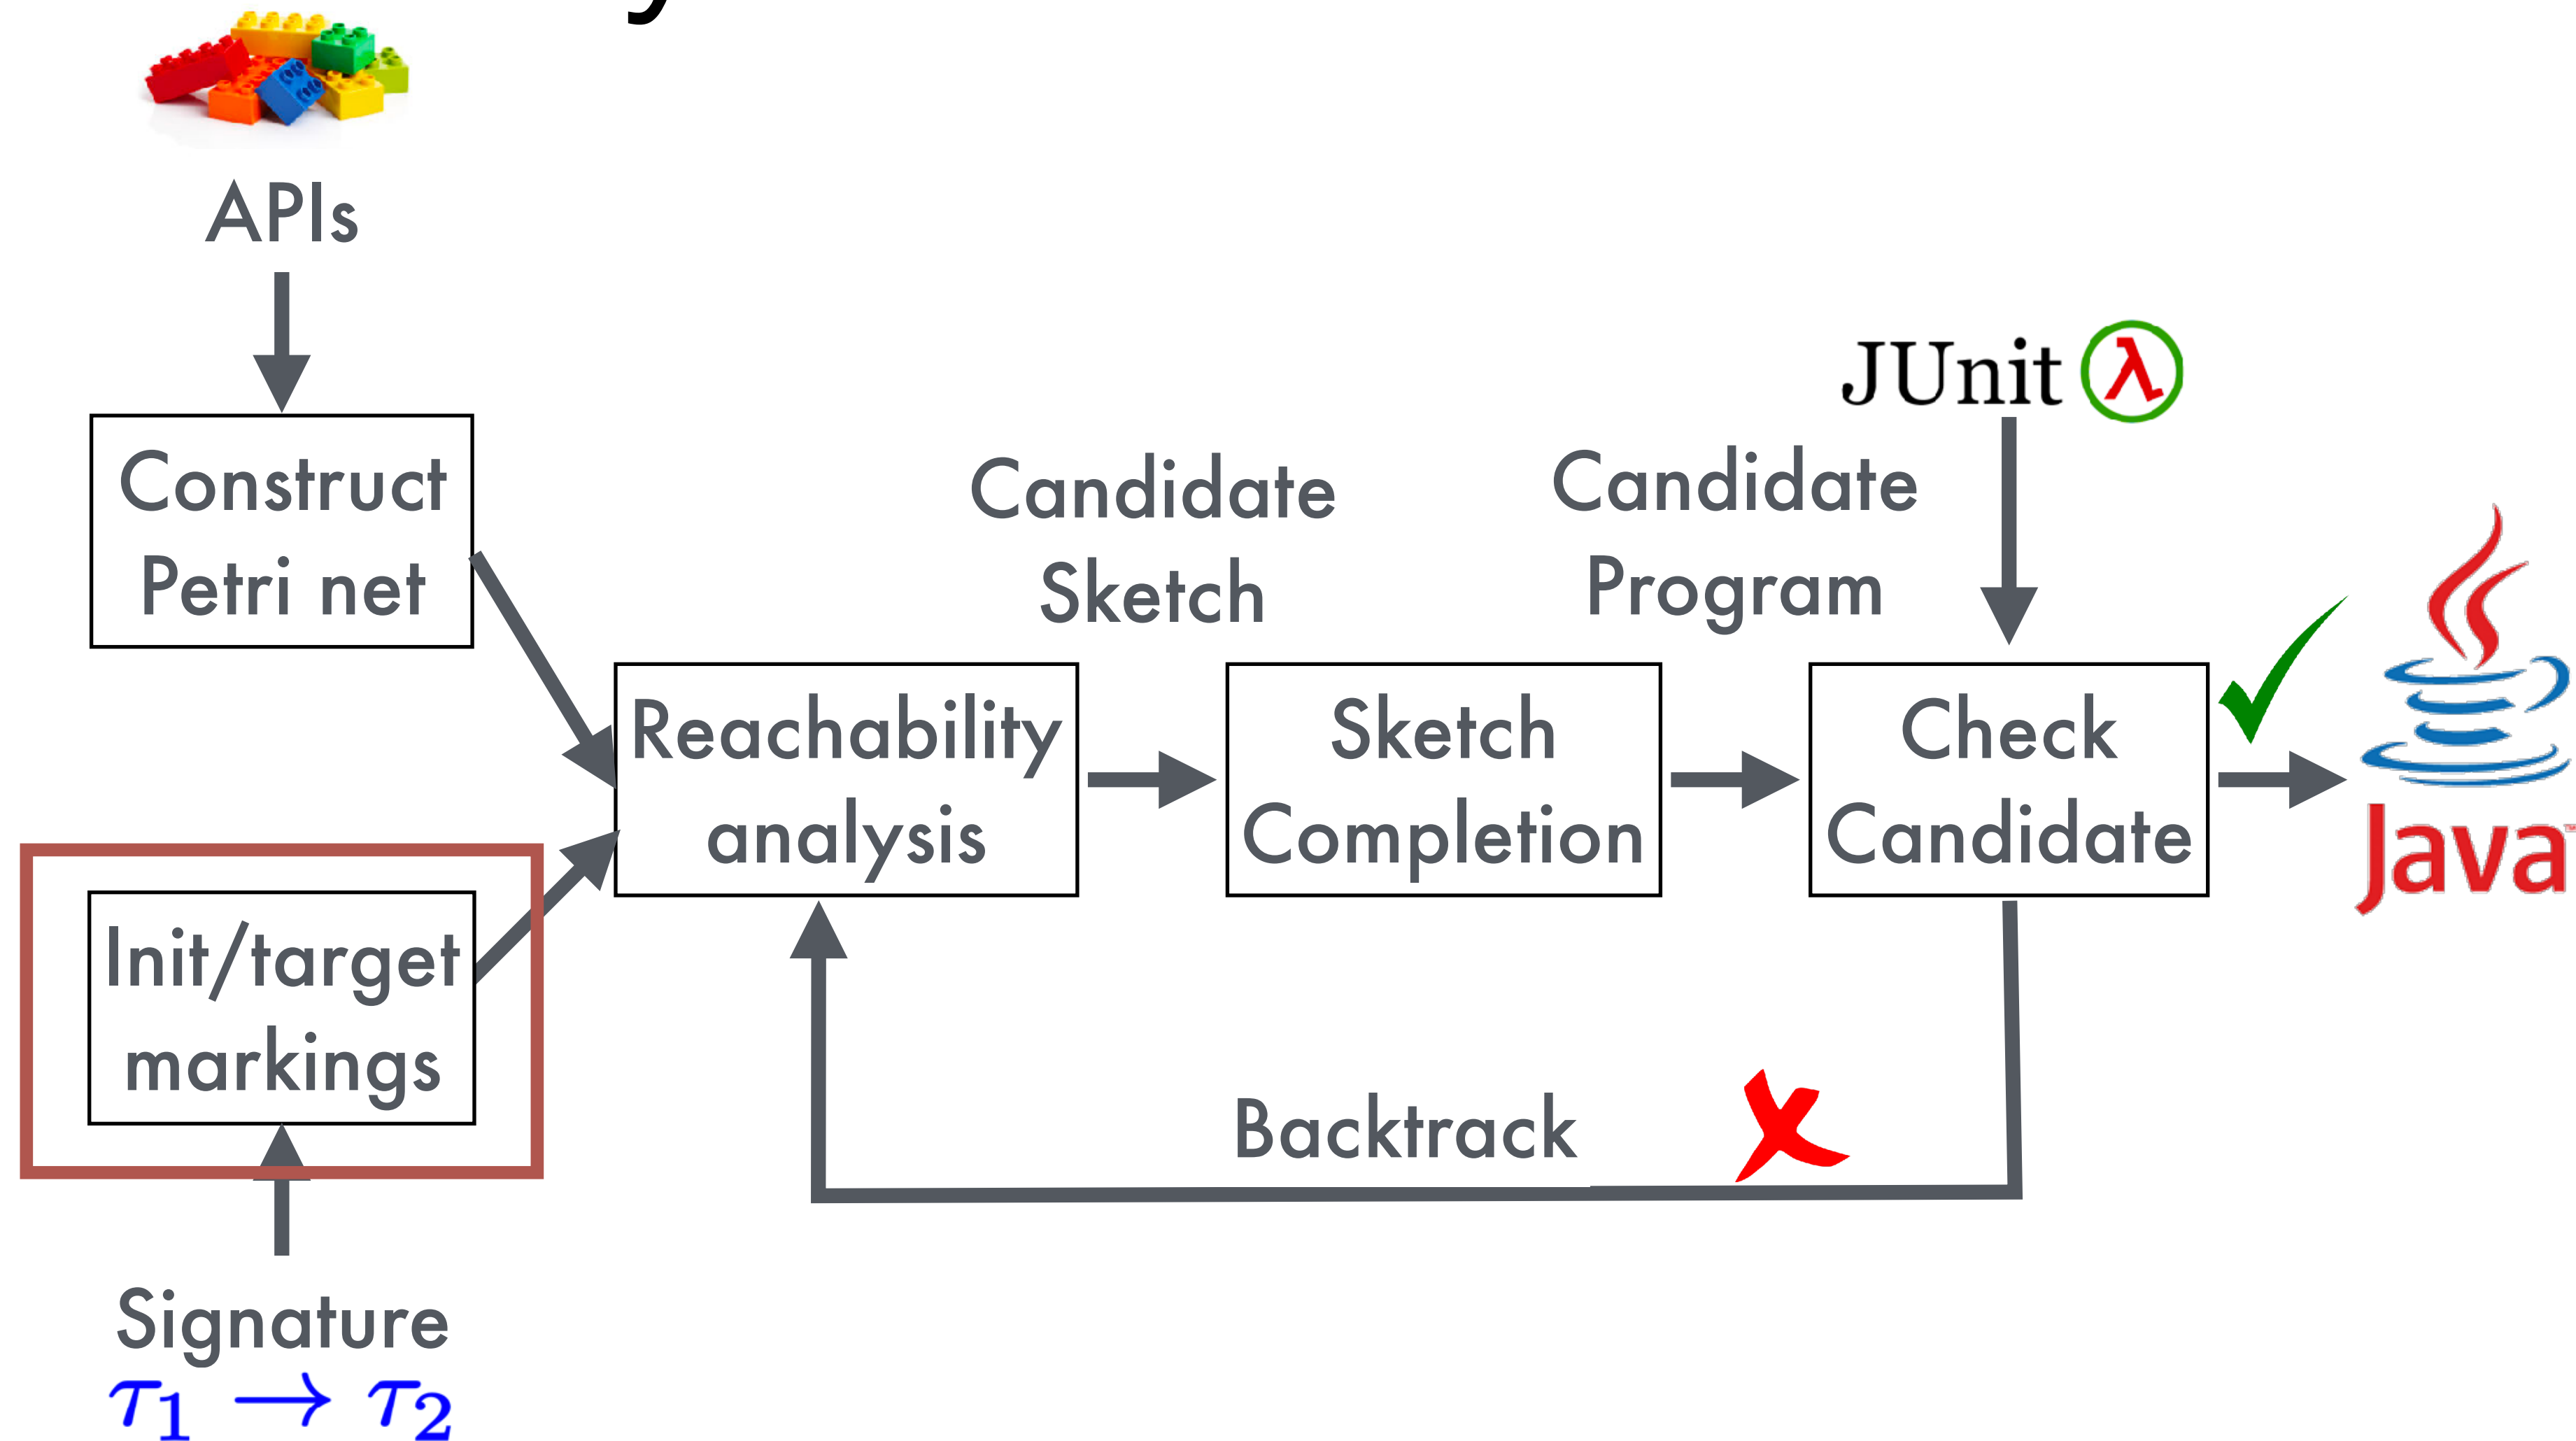 APIs
Construct
Petri net
Init/target
markings
Signature
τ1 → τ2
Reachability
analysis
Candidate
Sketch
Sketch
Completion
Candidate
Program
JUnit λ
Check
Candidate
Backtrack
Java™